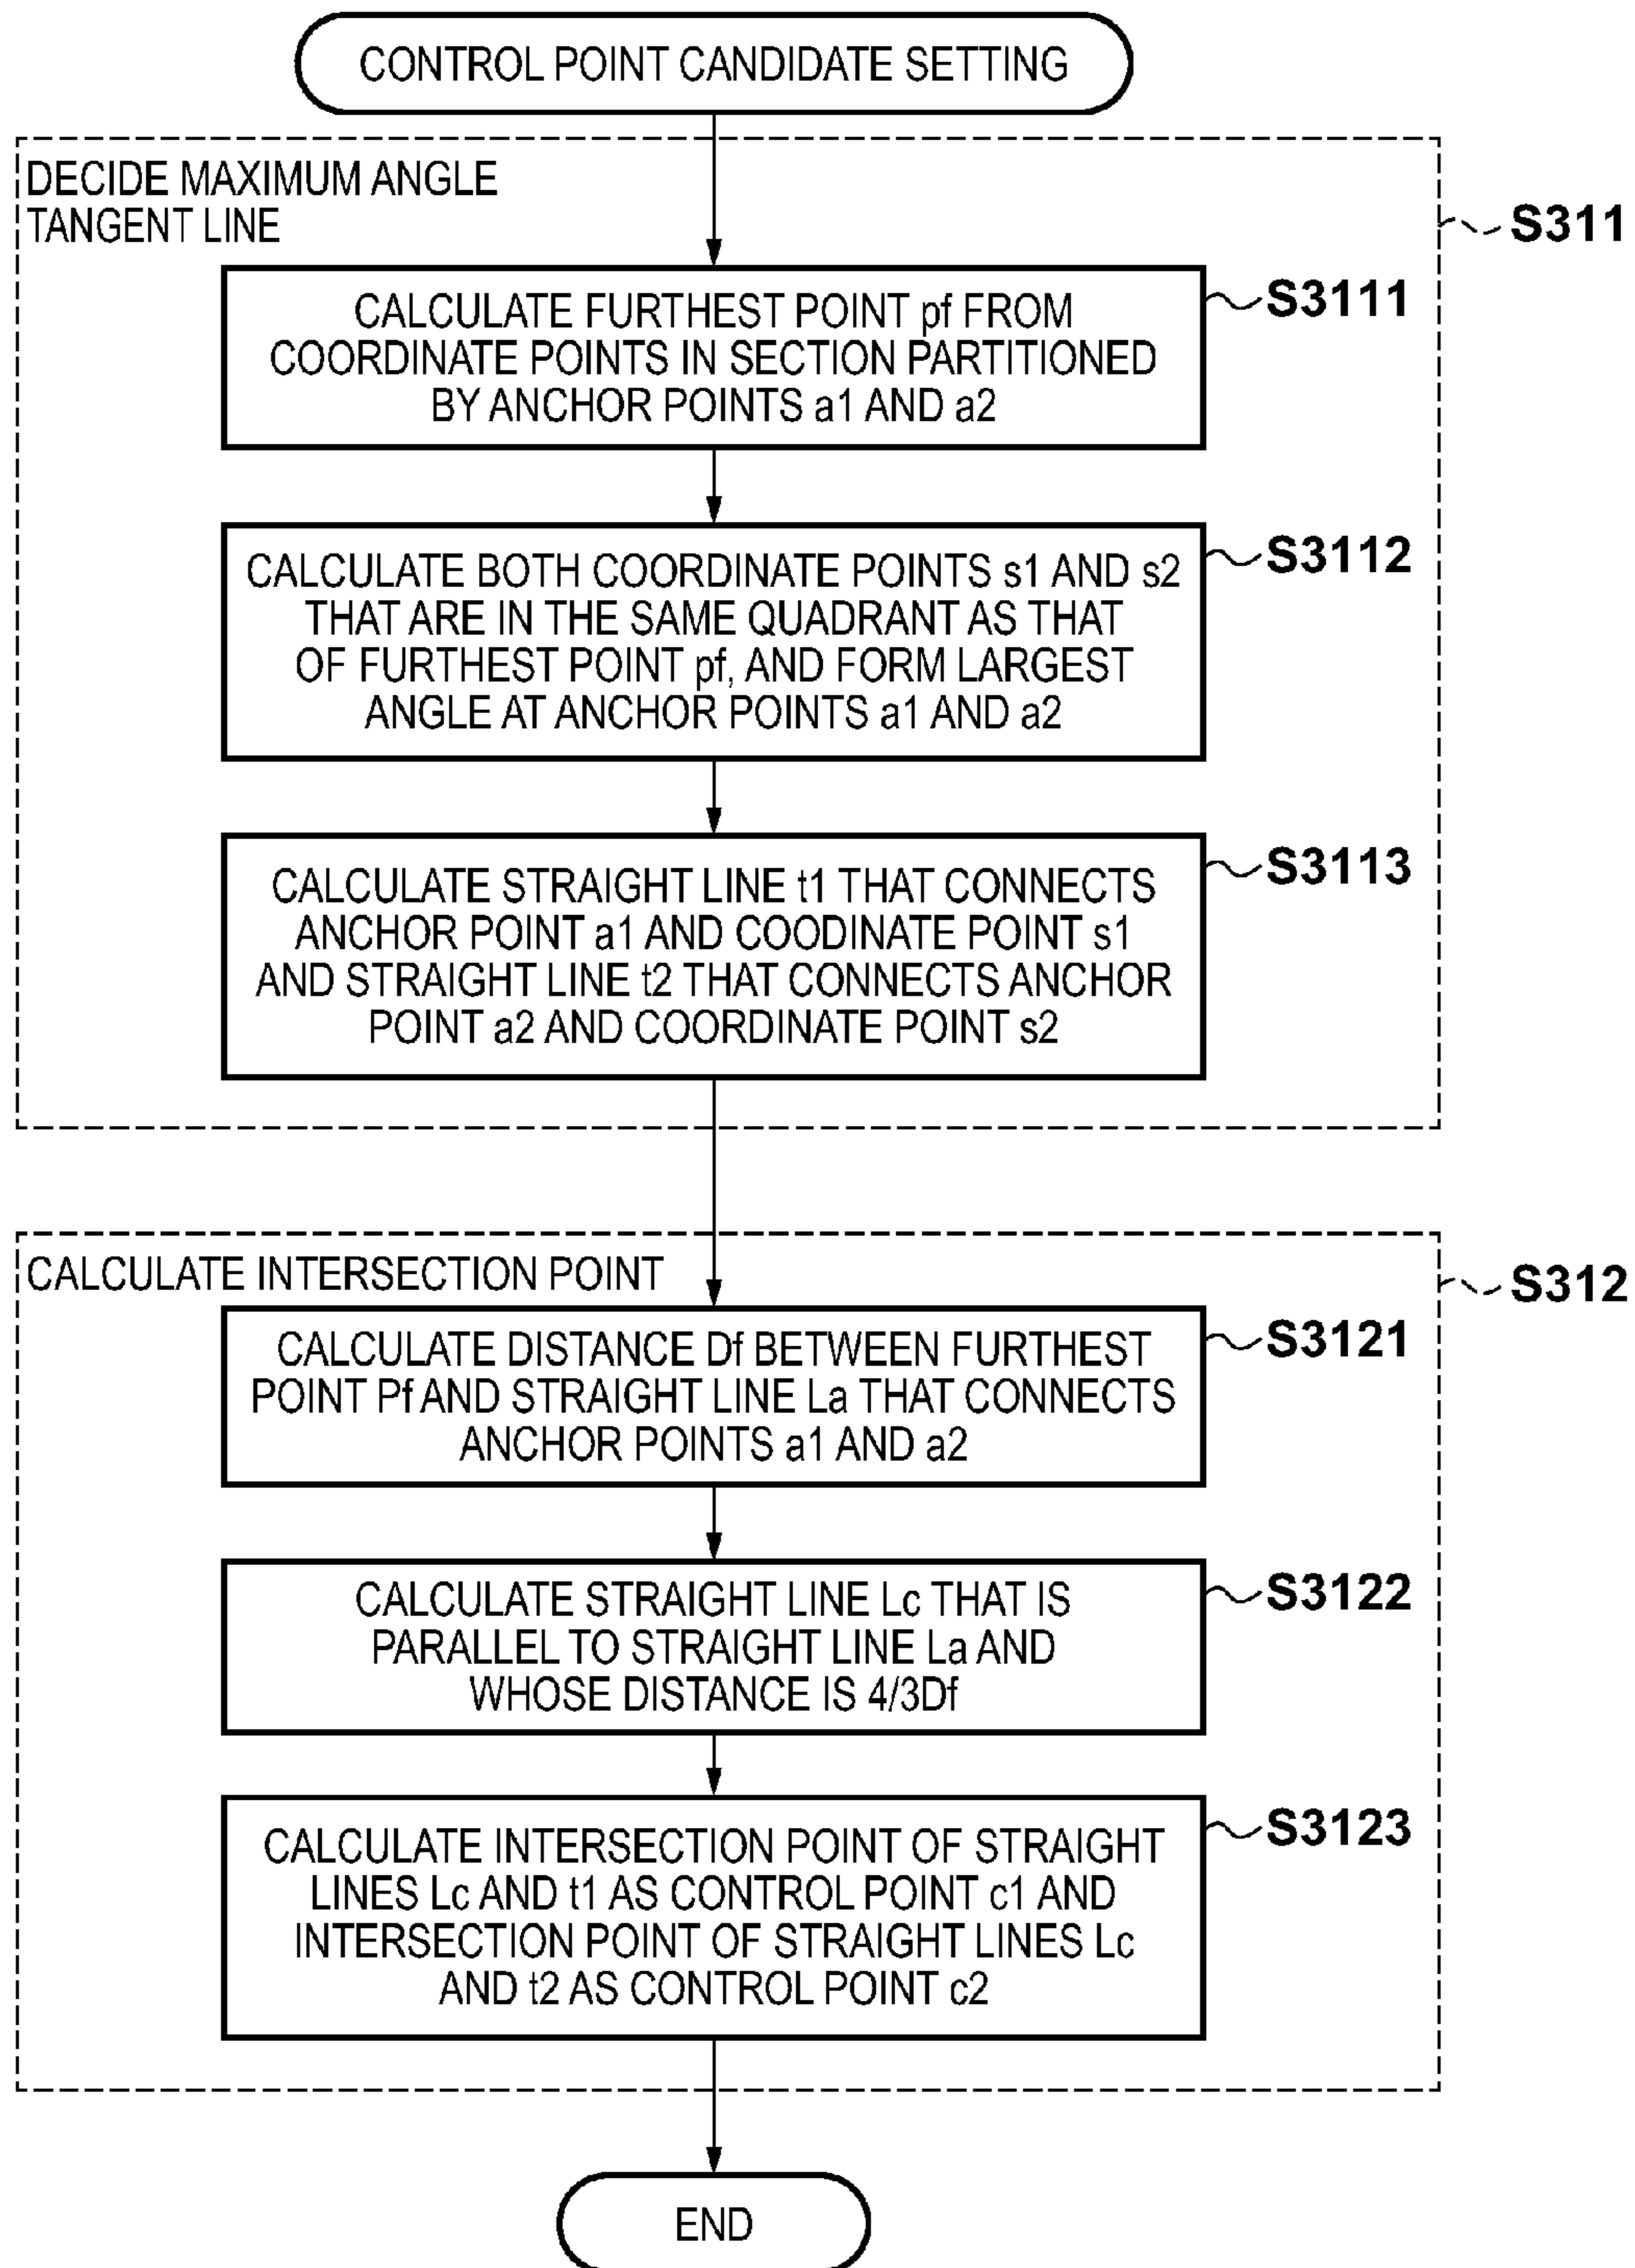 CONTROL POINT CANDIDATE SETTING
DECIDE MAXIMUM ANGLE
TANGENT LINE
S311
CALCULATE FURTHEST POINT pf FROM
COORDINATE POINTS IN SECTION PARTITIONED
BY ANCHOR POINTS a1 AND a2
S3111
CALCULATE BOTH COORDINATE POINTS s1 AND s2
THAT ARE IN THE SAME QUADRANT AS THAT
OF FURTHEST POINT pf, AND FORM LARGEST
ANGLE AT ANCHOR POINTS a1 AND a2
S3112
CALCULATE STRAIGHT LINE t1 THAT CONNECTS
ANCHOR POINT a1 AND COODINATE POINT s1
AND STRAIGHT LINE t2 THAT CONNECTS ANCHOR
POINT a2 AND COORDINATE POINT s2
S3113
CALCULATE INTERSECTION POINT
S312
CALCULATE DISTANCE Df BETWEEN FURTHEST
POINT Pf AND STRAIGHT LINE La THAT CONNECTS
ANCHOR POINTS a1 AND a2
S3121
CALCULATE STRAIGHT LINE Lc THAT IS
PARALLEL TO STRAIGHT LINE La AND
WHOSE DISTANCE IS 4/3Df
S3122
CALCULATE INTERSECTION POINT OF STRAIGHT
LINES Lc AND t1 AS CONTROL POINT c1 AND
INTERSECTION POINT OF STRAIGHT LINES Lc
AND t2 AS CONTROL POINT c2
S3123
END